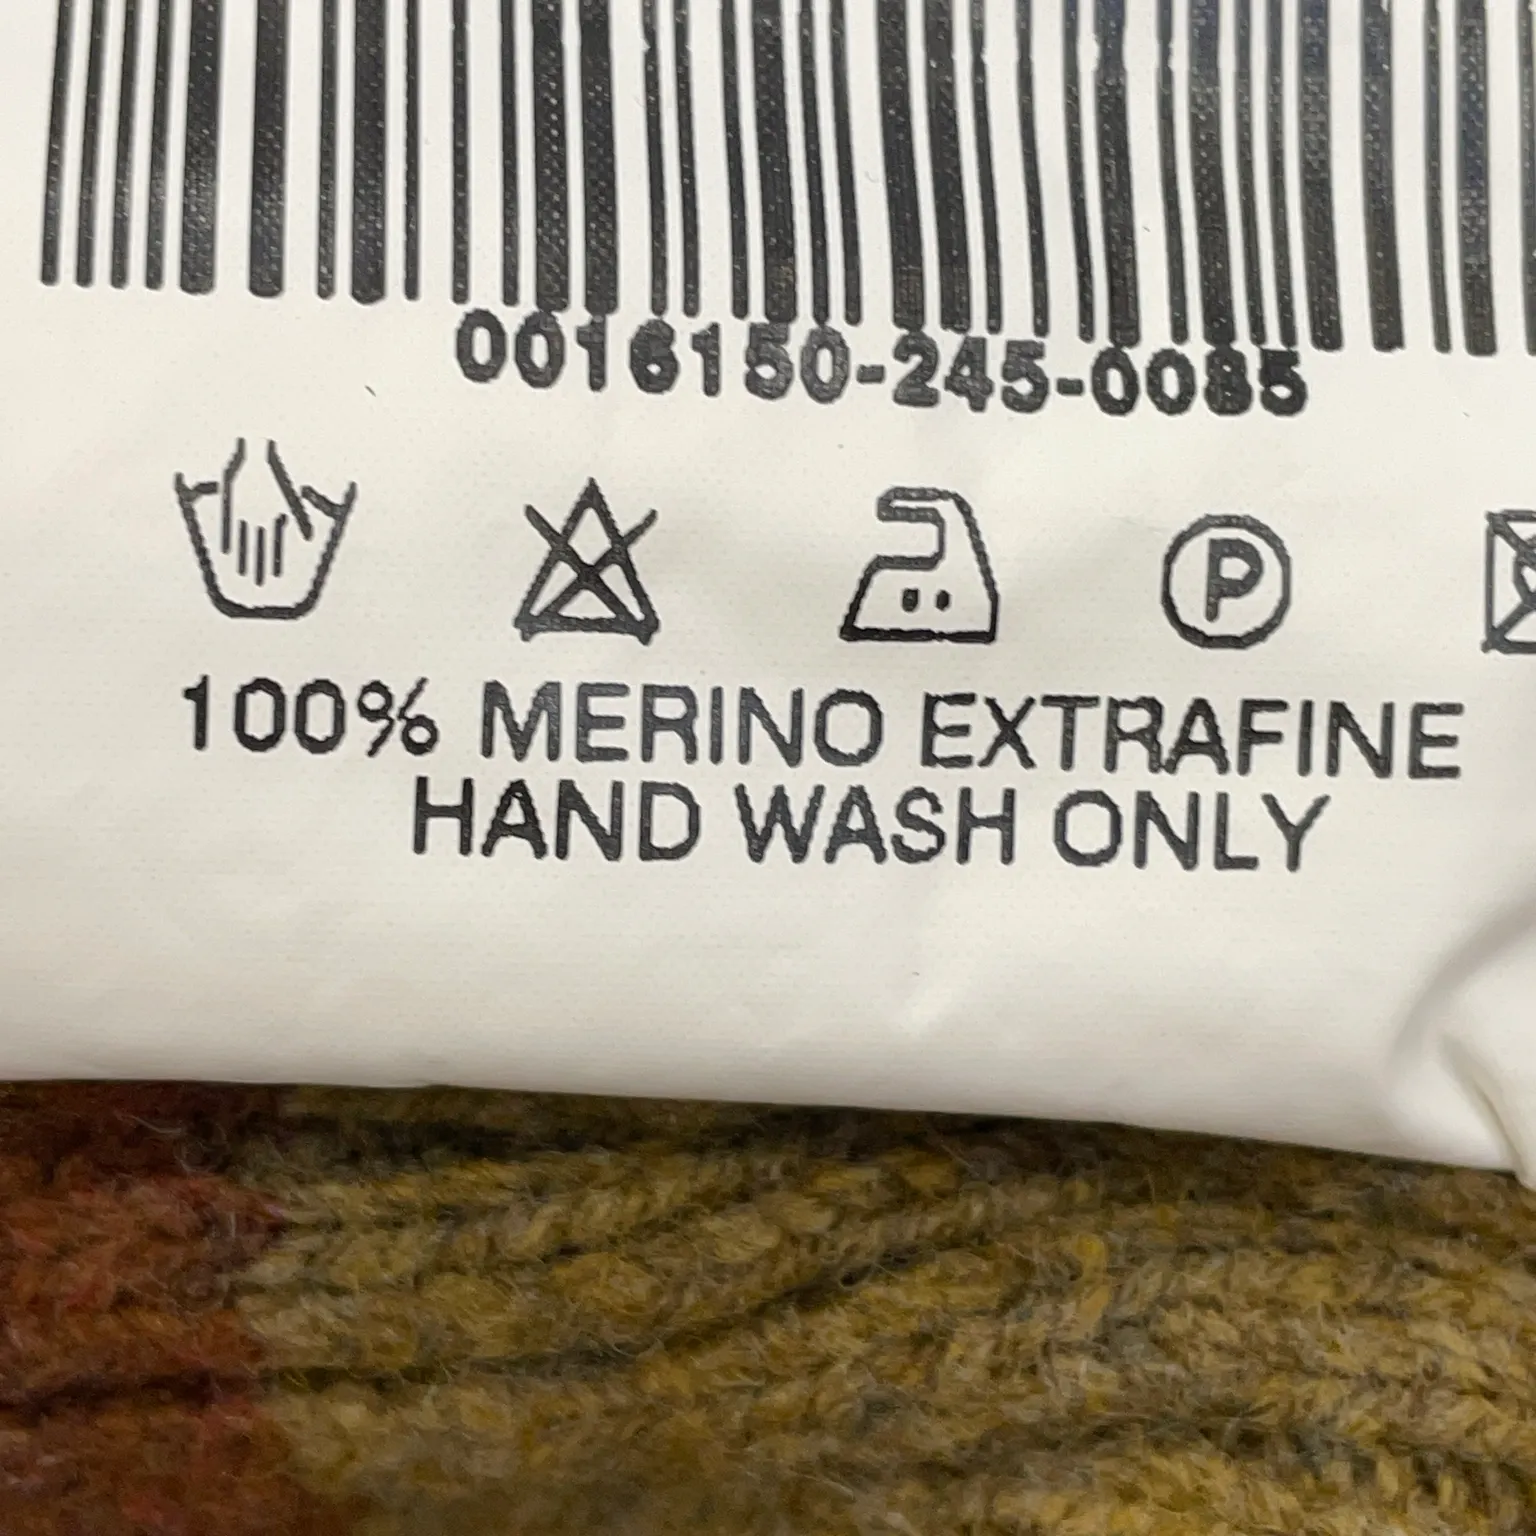 0016150-245-0085
P
100% MERINO EXTRAFINE
HAND WASH ONLY